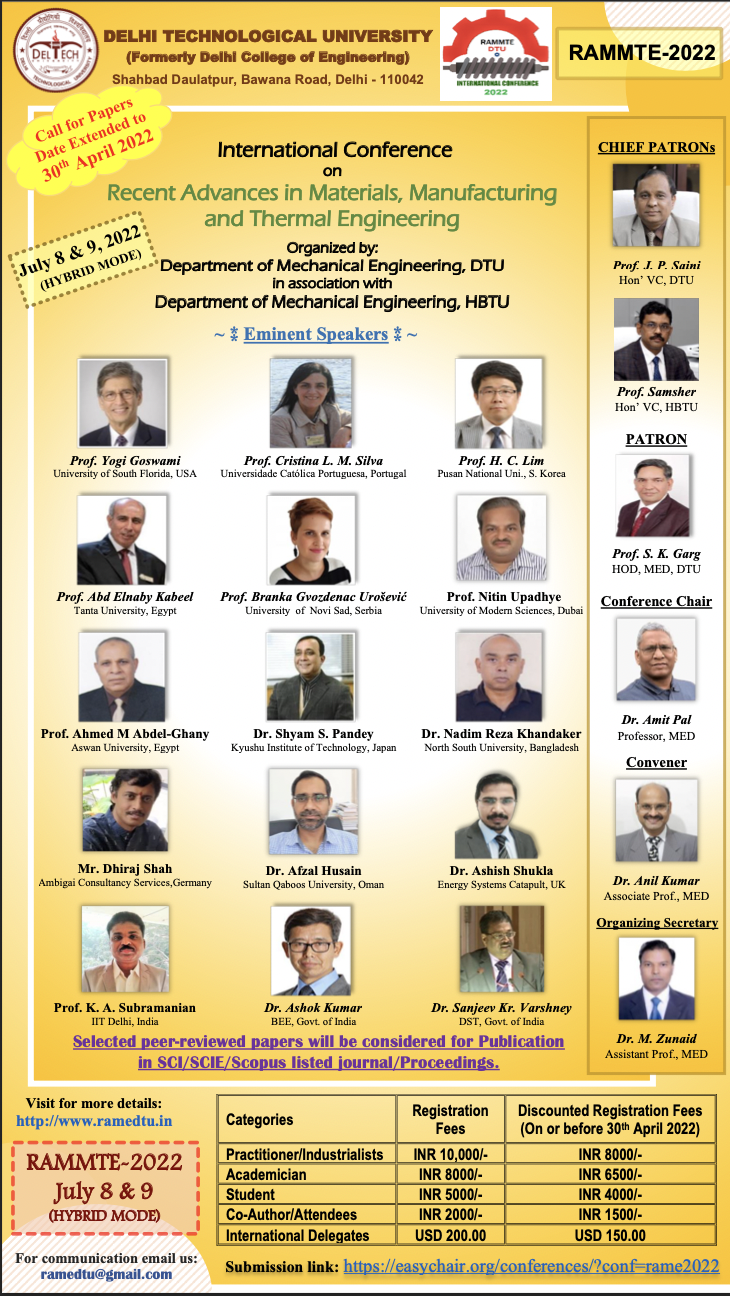 DELHI TECHNOLOGICAL UNIVERSITY
(Formerly Delhi College of Engineering)
Shahbad Daulatpur, Bawana Road, Delhi - 110042
DELTECH
DELHI TECHNOLOGICAL UNIVERSITY
RAMMTE
DTU
INTERNATIONAL CONFERENCE
2022
RAMMTE-2022
Call for Papers
Date Extended to
30th April 2022
International Conference
on
Recent Advances in Materials, Manufacturing
and Thermal Engineering
July 8 & 9, 2022
(HYBRID MODE)
Organized by:
Department of Mechanical Engineering, DTU
in association with
Department of Mechanical Engineering, HBTU
~ ⁑ Eminent Speakers ⁑ ~
Prof. Yogi Goswami
University of South Florida, USA
Prof. Cristina L. M. Silva
Universidade Católica Portuguesa, Portugal
Prof. H. C. Lim
Pusan National Uni., S. Korea
Prof. Abd Elnaby Kabeel
Tanta University, Egypt
Prof. Branka Gvozdenac Urošević
University of Novi Sad, Serbia
Prof. Nitin Upadhye
University of Modern Sciences, Dubai
Prof. Ahmed M Abdel-Ghany
Aswan University, Egypt
Dr. Shyam S. Pandey
Kyushu Institute of Technology, Japan
Dr. Nadim Reza Khandaker
North South University, Bangladesh
Mr. Dhiraj Shah
Ambigai Consultancy Services,Germany
Dr. Afzal Husain
Sultan Qaboos University, Oman
Dr. Ashish Shukla
Energy Systems Catapult, UK
Prof. K. A. Subramanian
IIT Delhi, India
Dr. Ashok Kumar
BEE, Govt. of India
Dr. Sanjeev Kr. Varshney
DST, Govt. of India
Selected peer-reviewed papers will be considered for Publication
in SCI/SCIE/Scopus listed journal/Proceedings.
CHIEF PATRONs
Prof. J. P. Saini
Hon' VC, DTU
Prof. Samsher
Hon' VC, HBTU
PATRON
Prof. S. K. Garg
HOD, MED, DTU
Conference Chair
Dr. Amit Pal
Professor, MED
Convener
Dr. Anil Kumar
Associate Prof., MED
Organizing Secretary
Dr. M. Zunaid
Assistant Prof., MED
Visit for more details:
http://www.ramedtu.in
RAMMTE-2022
July 8 & 9
(HYBRID MODE)
For communication email us:
ramedtu@gmail.com
Categories Registration Fees Discounted Registration Fees (On or before 30th April 2022)
Practitioner/Industrialists INR 10,000/- INR 8000/-
Academician INR 8000/- INR 6500/-
Student INR 5000/- INR 4000/-
Co-Author/Attendees INR 2000/- INR 1500/-
International Delegates USD 200.00 USD 150.00
Submission link: https://easychair.org/conferences/?conf=rame2022